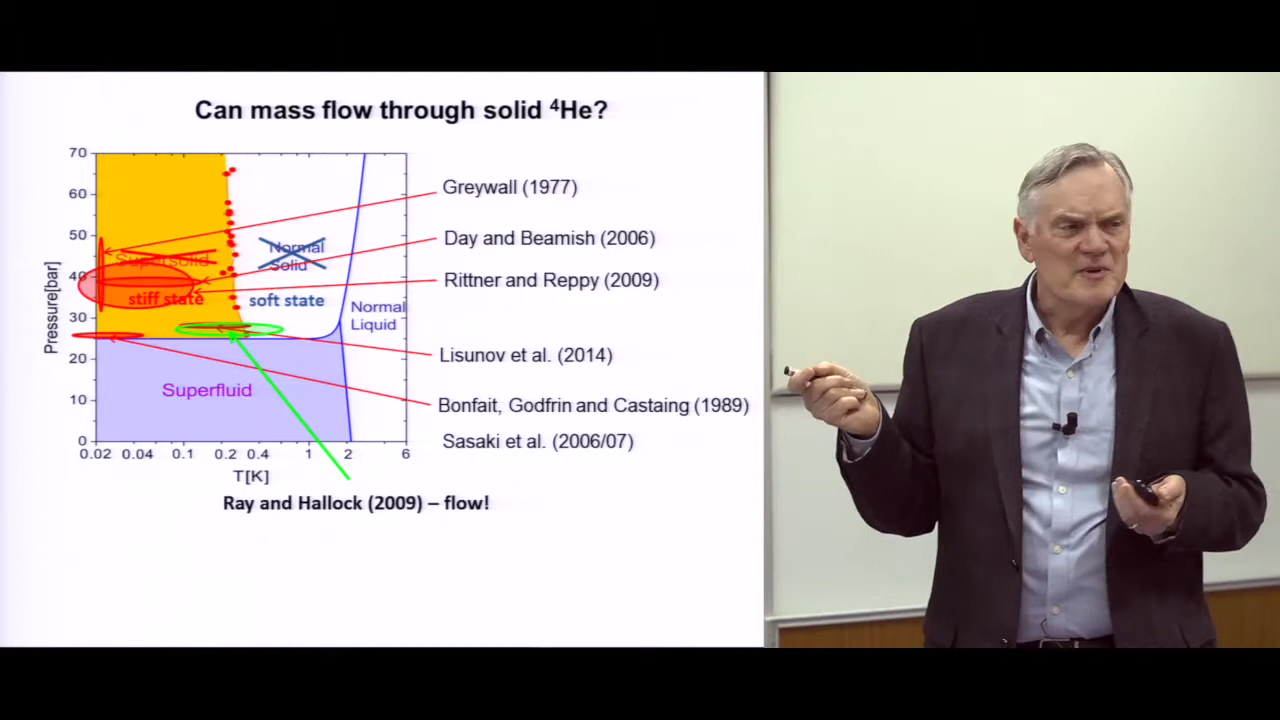 Can mass flow through solid ⁴He?
70
60
50
40
30
20
10
0
Pressure[bar]
0.02 0.04 0.1 0.2 0.4 1 2 6
T[K]
Supersolid
Normal
Solid
stiff state
soft state
Normal
Liquid
Superfluid
Greywall (1977)
Day and Beamish (2006)
Rittner and Reppy (2009)
Lisunov et al. (2014)
Bonfait, Godfrin and Castaing (1989)
Sasaki et al. (2006/07)
Ray and Hallock (2009) – flow!